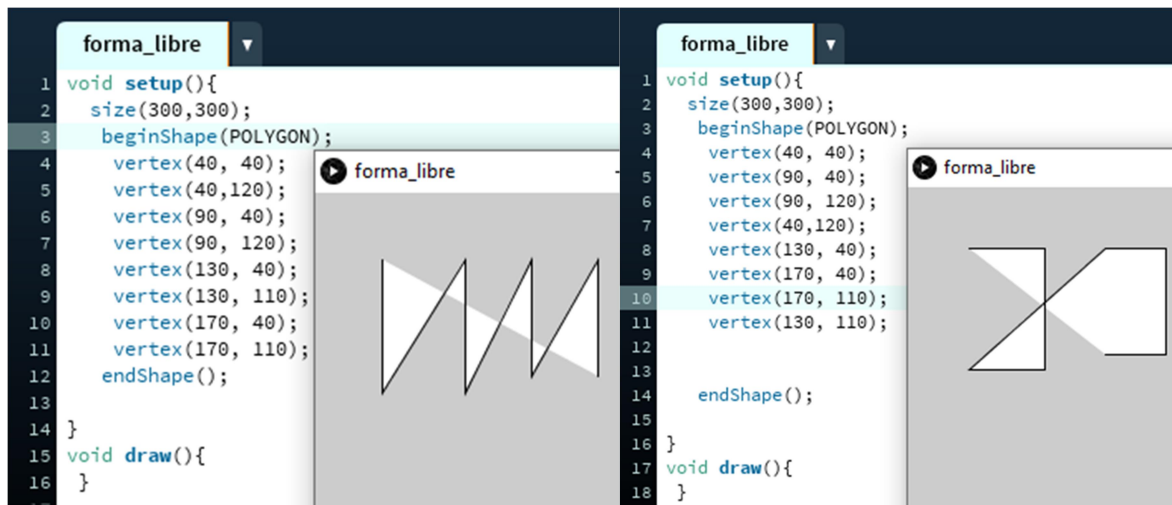 forma_libre ▼
1 void setup(){
2 size(300,300);
3 beginShape(POLYGON);
4 vertex(40, 40);
5 vertex(40,120);
6 vertex(90, 40);
7 vertex(90, 120);
8 vertex(130, 40);
9 vertex(130, 110);
10 vertex(170, 40);
11 vertex(170, 110);
12 endShape();
13
14 }
15 void draw(){
16 }
forma_libre
forma_libre ▼
1 void setup(){
2 size(300,300);
3 beginShape(POLYGON);
4 vertex(40, 40);
5 vertex(90, 40);
6 vertex(90, 120);
7 vertex(40,120);
8 vertex(130, 40);
9 vertex(170, 40);
10 vertex(170, 110);
11 vertex(130, 110);
12
13
14 endShape();
15
16 }
17 void draw(){
18 }
forma_libre